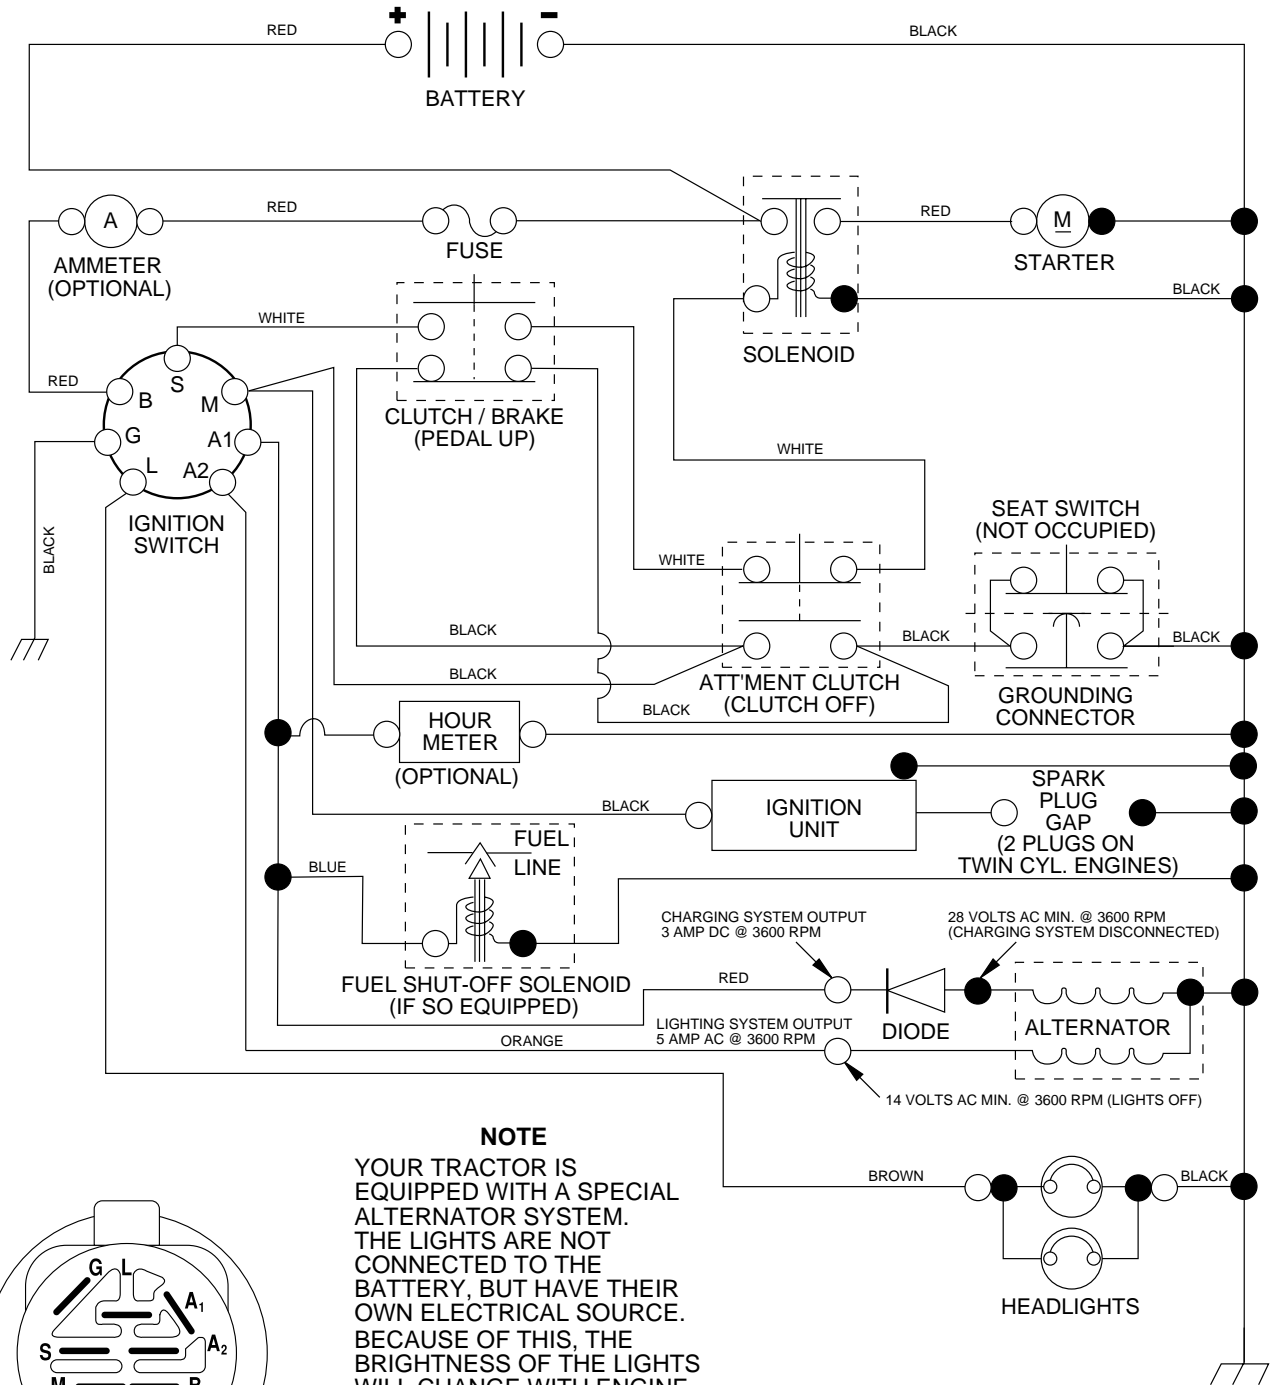 +
−
RED
BLACK
BATTERY
RED
RED
A
M
FUSE
AMMETER
(OPTIONAL)
STARTER
BLACK
WHITE
SOLENOID
RED
S
B
M
G
A1
L
A2
CLUTCH / BRAKE
(PEDAL UP)
WHITE
IGNITION
SWITCH
BLACK
SEAT SWITCH
(NOT OCCUPIED)
WHITE
BLACK
BLACK
BLACK
BLACK
BLACK
ATT'MENT CLUTCH
(CLUTCH OFF)
GROUNDING
CONNECTOR
HOUR
METER
(OPTIONAL)
BLACK
IGNITION
UNIT
SPARK
PLUG
GAP
(2 PLUGS ON
TWIN CYL. ENGINES)
FUEL
LINE
BLUE
FUEL SHUT-OFF SOLENOID
(IF SO EQUIPPED)
CHARGING SYSTEM OUTPUT
3 AMP DC @ 3600 RPM
28 VOLTS AC MIN. @ 3600 RPM
(CHARGING SYSTEM DISCONNECTED)
RED
DIODE
ALTERNATOR
LIGHTING SYSTEM OUTPUT
5 AMP AC @ 3600 RPM
ORANGE
14 VOLTS AC MIN. @ 3600 RPM (LIGHTS OFF)
BROWN
BLACK
HEADLIGHTS
NOTE
YOUR TRACTOR IS
EQUIPPED WITH A SPECIAL
ALTERNATOR SYSTEM.
THE LIGHTS ARE NOT
CONNECTED TO THE
BATTERY, BUT HAVE THEIR
OWN ELECTRICAL SOURCE.
BECAUSE OF THIS, THE
BRIGHTNESS OF THE LIGHTS
WILL CHANGE WITH ENGINE
G
L
A1
S
A2
M
B